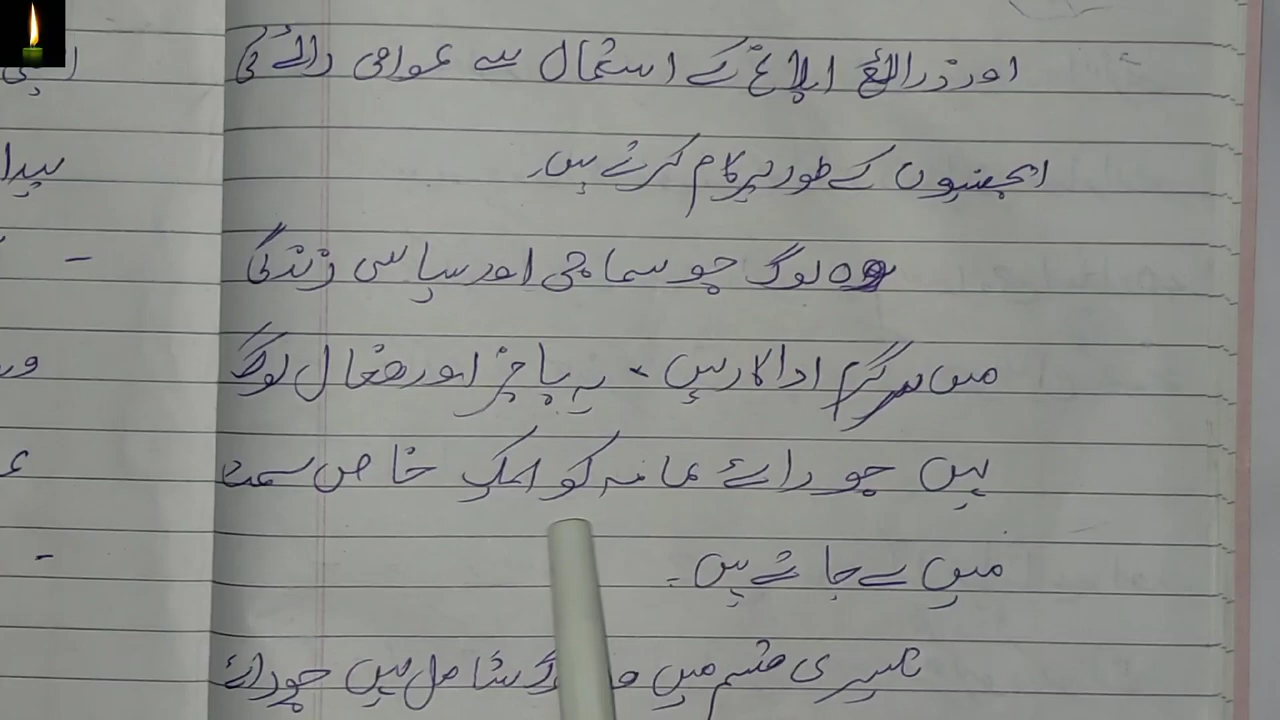 اور ذرائع ابلاغ کے استعمال سے عوامی رائے کی
ایجنسیوں کے طور پر کام کرتے ہیں۔
وہ لوگ جو سماجی اور سیاسی زندگی
میں سرگرم اداکار ہیں۔ یہ باخبر اور فعال لوگ
ہیں جو رائے عامہ کو ایک خاص سمت
میں لے جاتے ہیں۔
تیسری قسم میں شامل ہیں جو رائے
پیدا